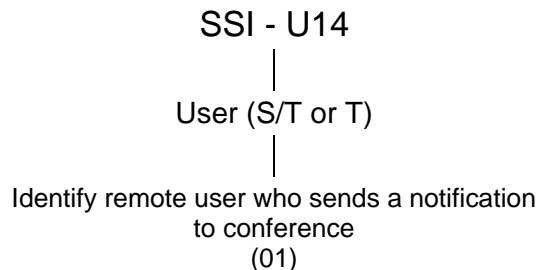 SSI - U14
User (S/T or T)
Identify remote user who sends a notification
to conference
(01)